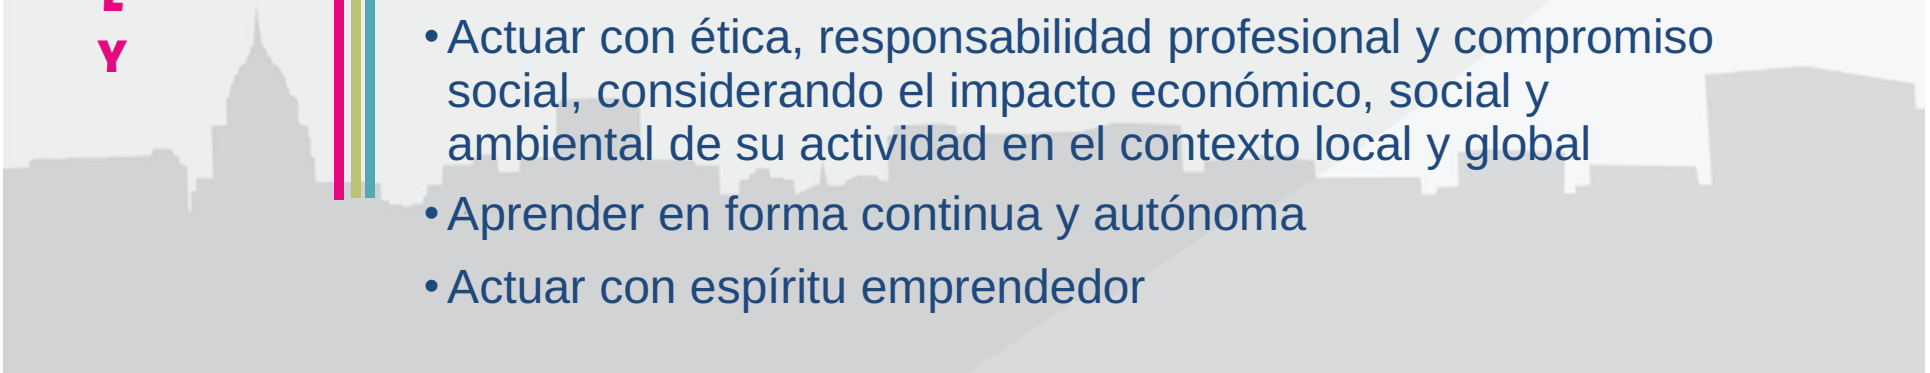 Y
• Actuar con ética, responsabilidad profesional y compromiso
social, considerando el impacto económico, social y
ambiental de su actividad en el contexto local y global
• Aprender en forma continua y autónoma
• Actuar con espíritu emprendedor